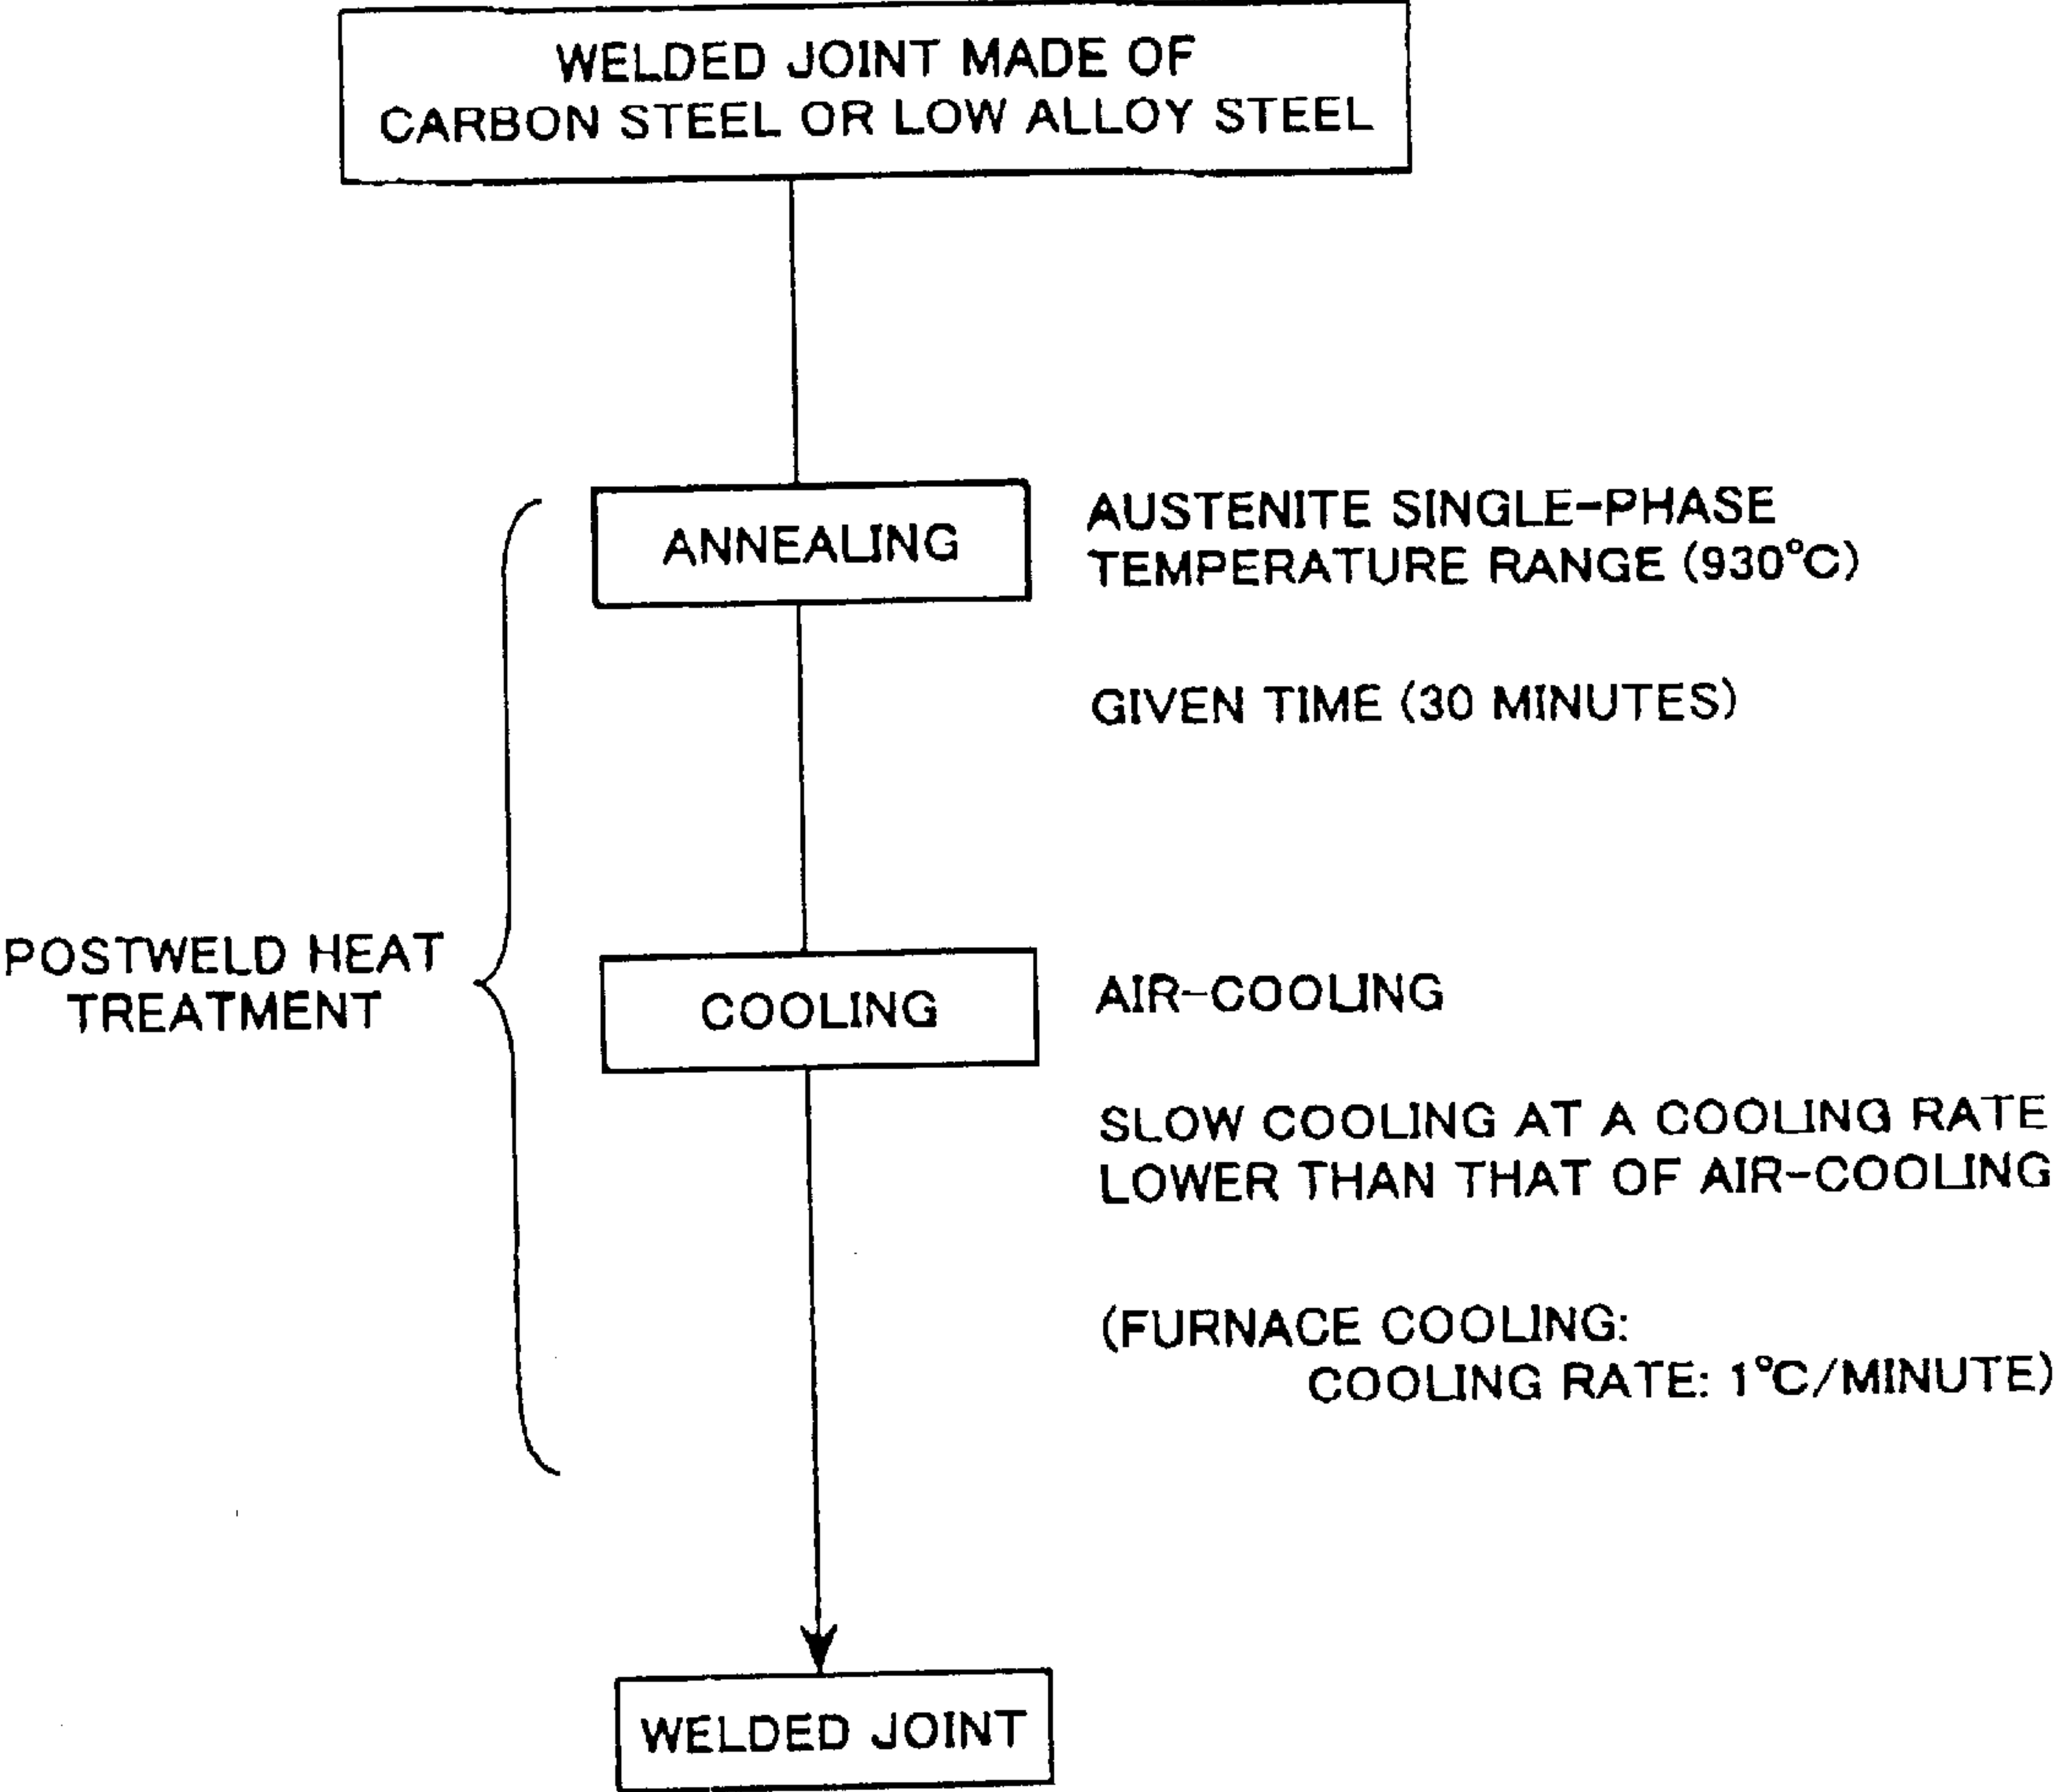 WELDED JOINT MADE OF
CARBON STEEL OR LOW ALLOY STEEL
ANNEALING
AUSTENITE SINGLE-PHASE
TEMPERATURE RANGE (930°C)
GIVEN TIME (30 MINUTES)
POSTWELD HEAT
TREATMENT
COOLING
AIR-COOLING
SLOW COOLING AT A COOLING RATE
LOWER THAN THAT OF AIR-COOLING
(FURNACE COOLING:
COOLING RATE: 1°C/MINUTE)
WELDED JOINT